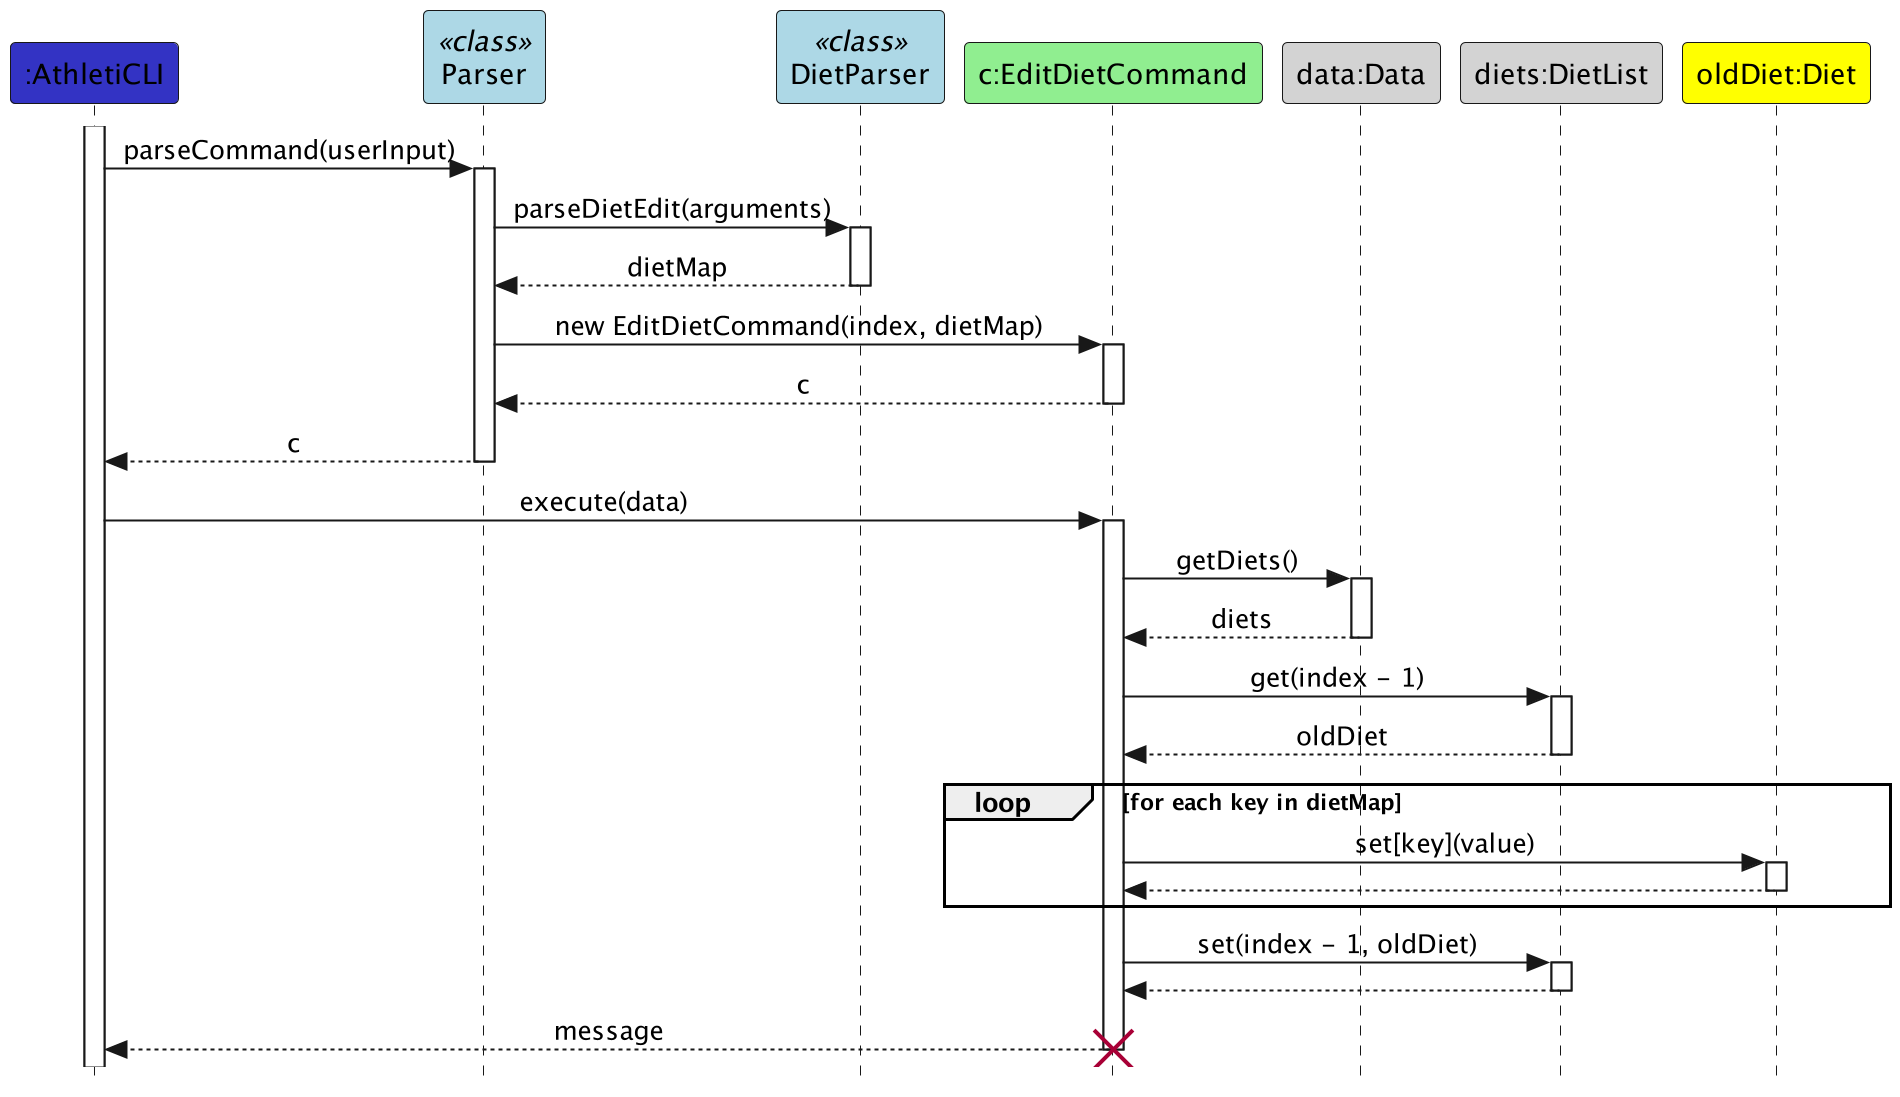 :AthletiCLI
«class»
Parser
«class»
DietParser
c:EditDietCommand
data:Data
diets:DietList
oldDiet:Diet
parseCommand(userInput)
parseDietEdit(arguments)
dietMap
new EditDietCommand(index, dietMap)
c
c
execute(data)
getDiets()
diets
get(index - 1)
oldDiet
loop
[for each key in dietMap]
set[key](value)
set(index - 1, oldDiet)
message